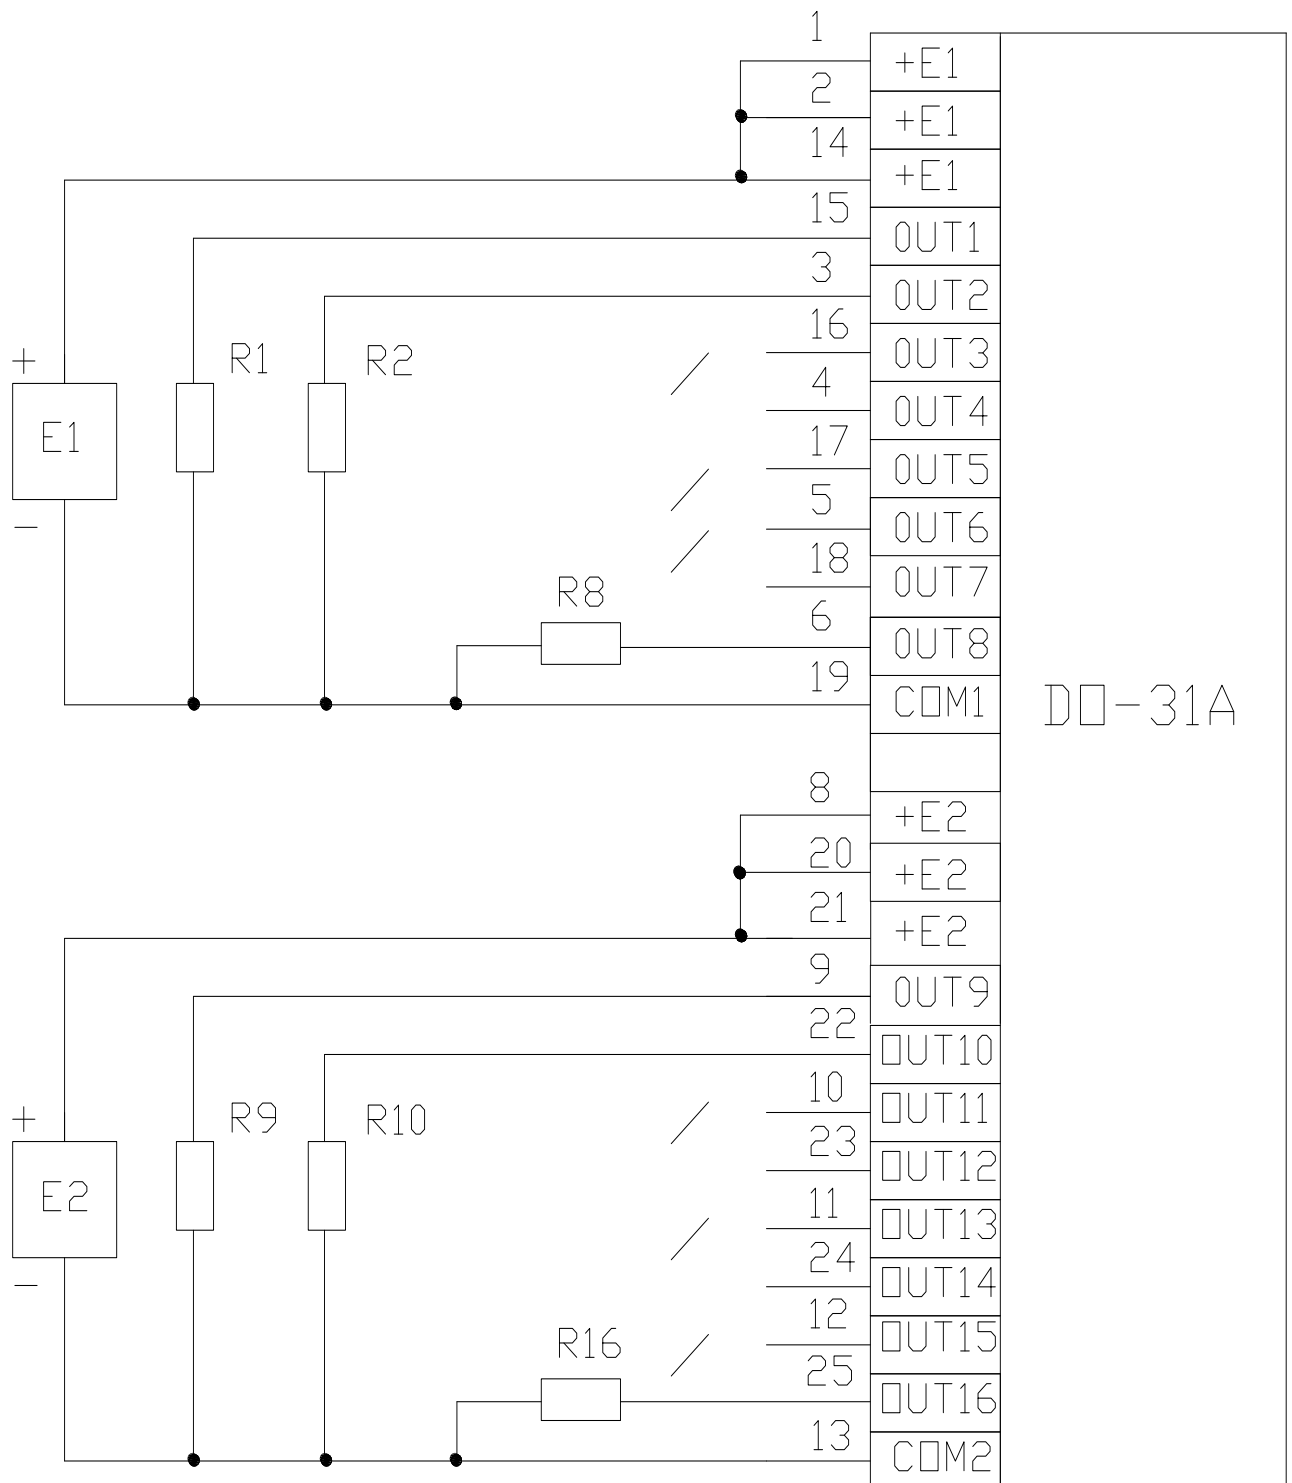 1
+E1
2
+E1
14
+E1
15
OUT1
3
OUT2
16
OUT3
R1
R2
+
4
OUT4
E1
17
OUT5
5
OUT6
-
18
OUT7
R8
6
OUT8
19
COM1
DO-31A
8
+E2
20
+E2
21
+E2
9
OUT9
22
OUT10
10
OUT11
R9
R10
+
23
OUT12
E2
11
OUT13
24
OUT14
-
12
OUT15
R16
25
OUT16
13
COM2